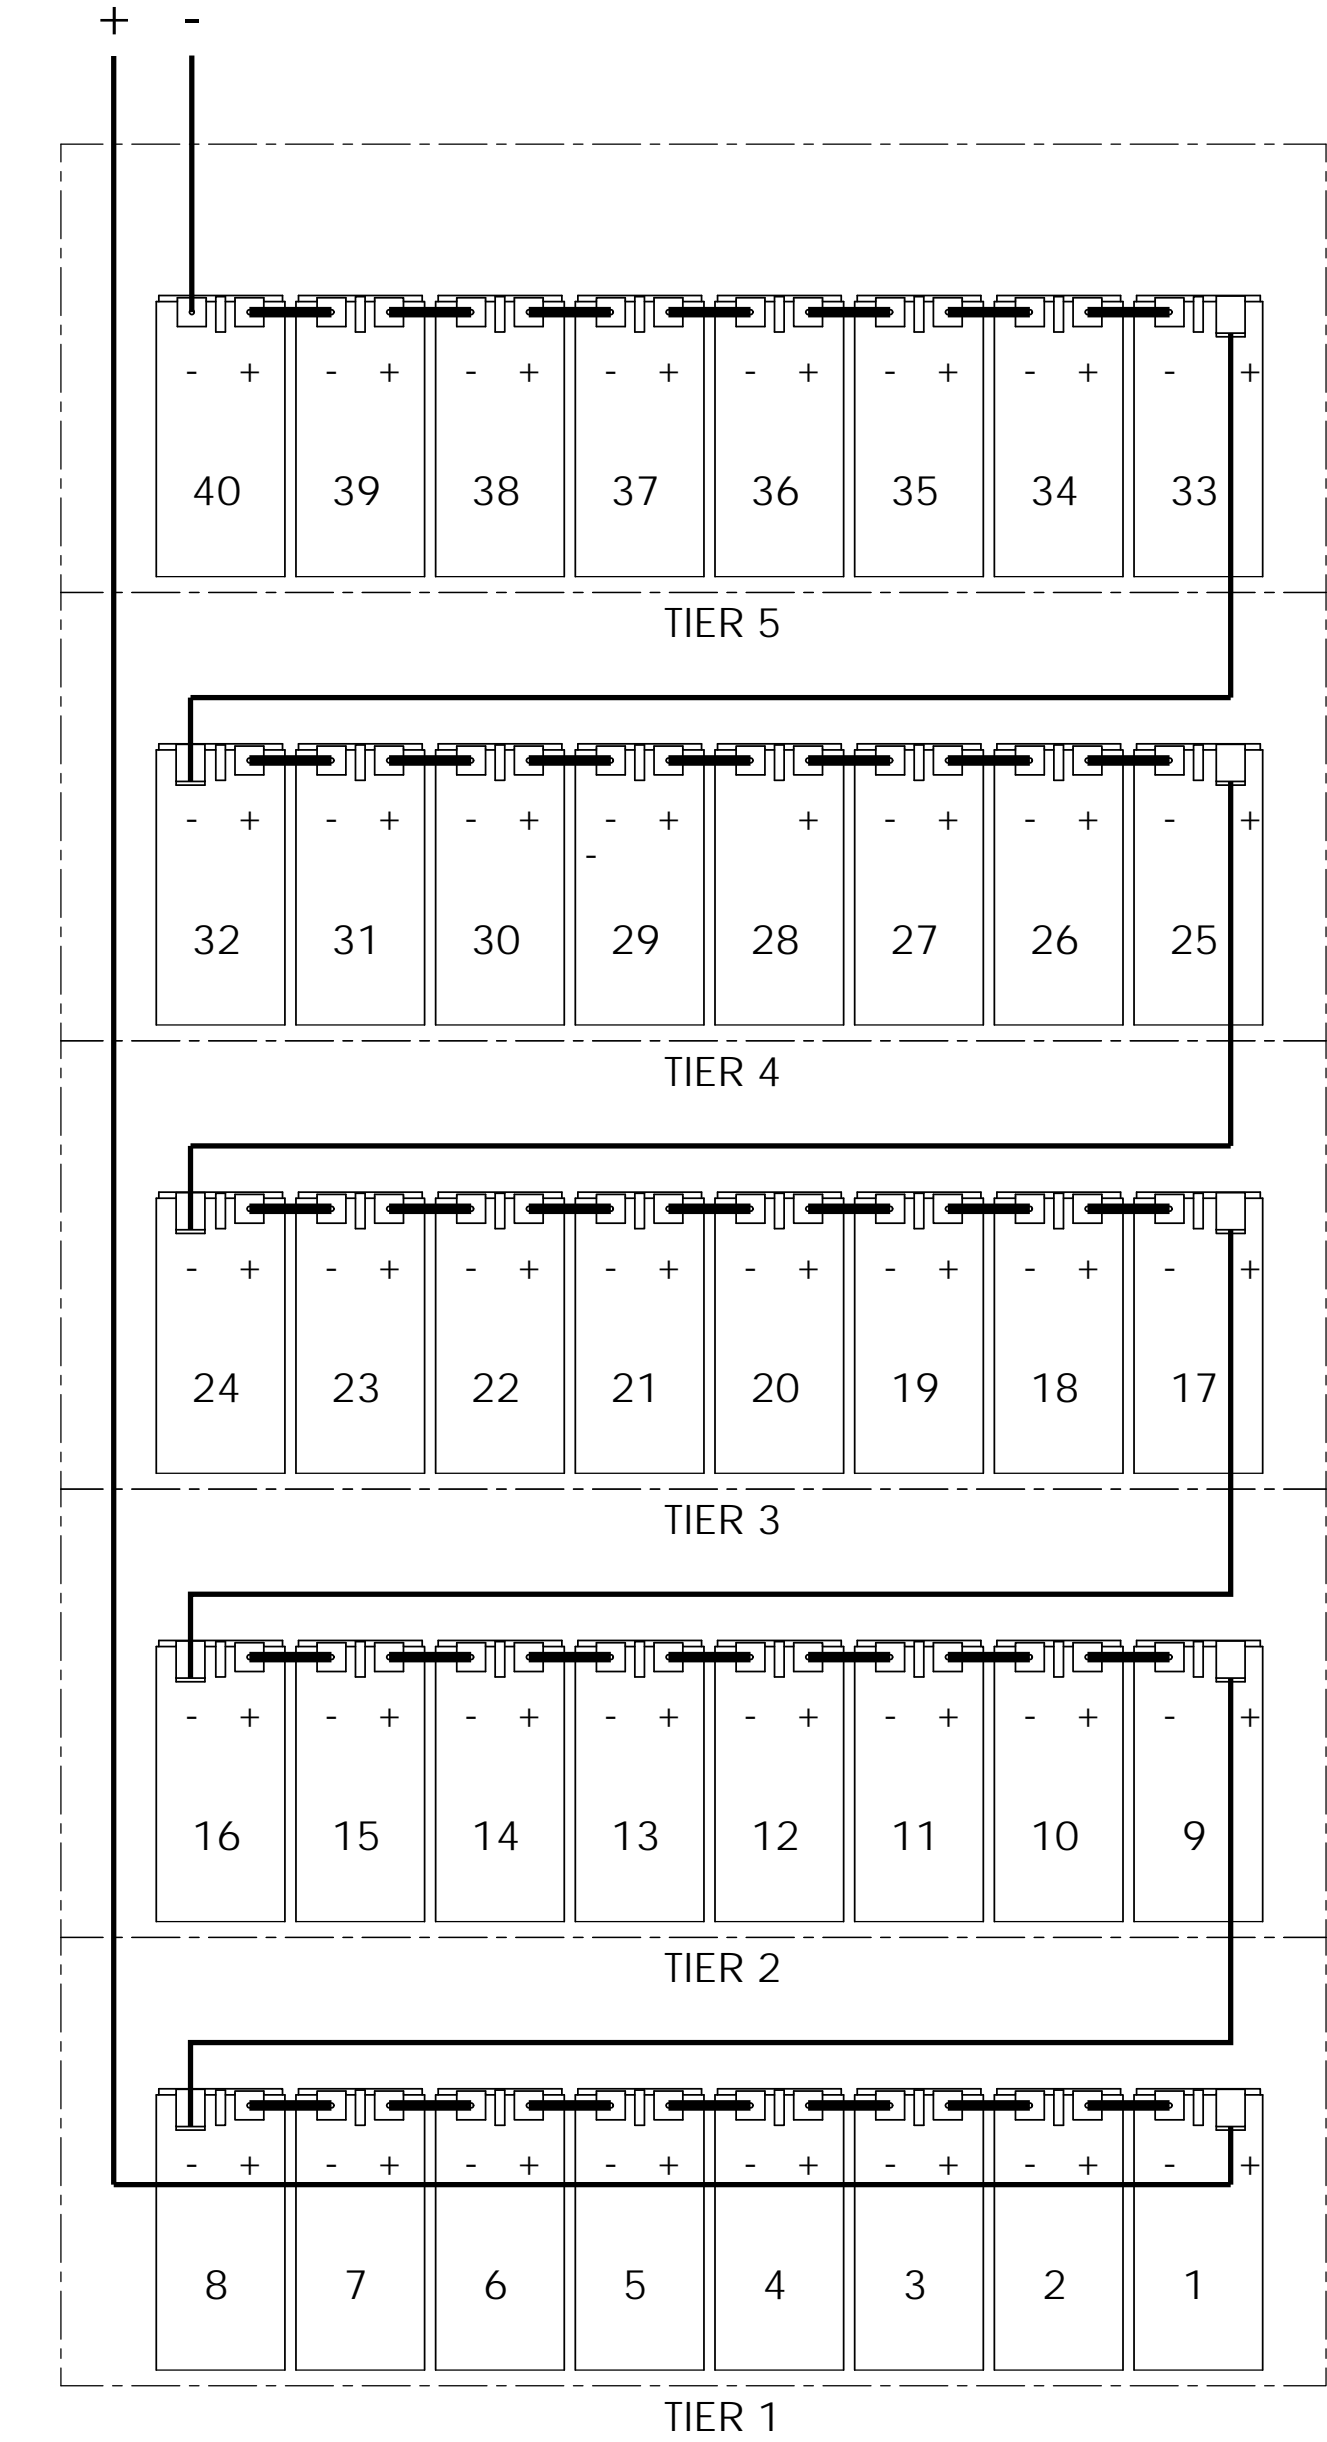 + -
- + - + - + - + - + - + - + - +
40 39 38 37 36 35 34 33
TIER 5
- + - + - + - + + - + - + - +
-
32 31 30 29 28 27 26 25
TIER 4
- + - + - + - + - + - + - + - +
24 23 22 21 20 19 18 17
TIER 3
- + - + - + - + - + - + - + - +
16 15 14 13 12 11 10 9
TIER 2
- + - + - + - + - + - + - + - +
8 7 6 5 4 3 2 1
TIER 1